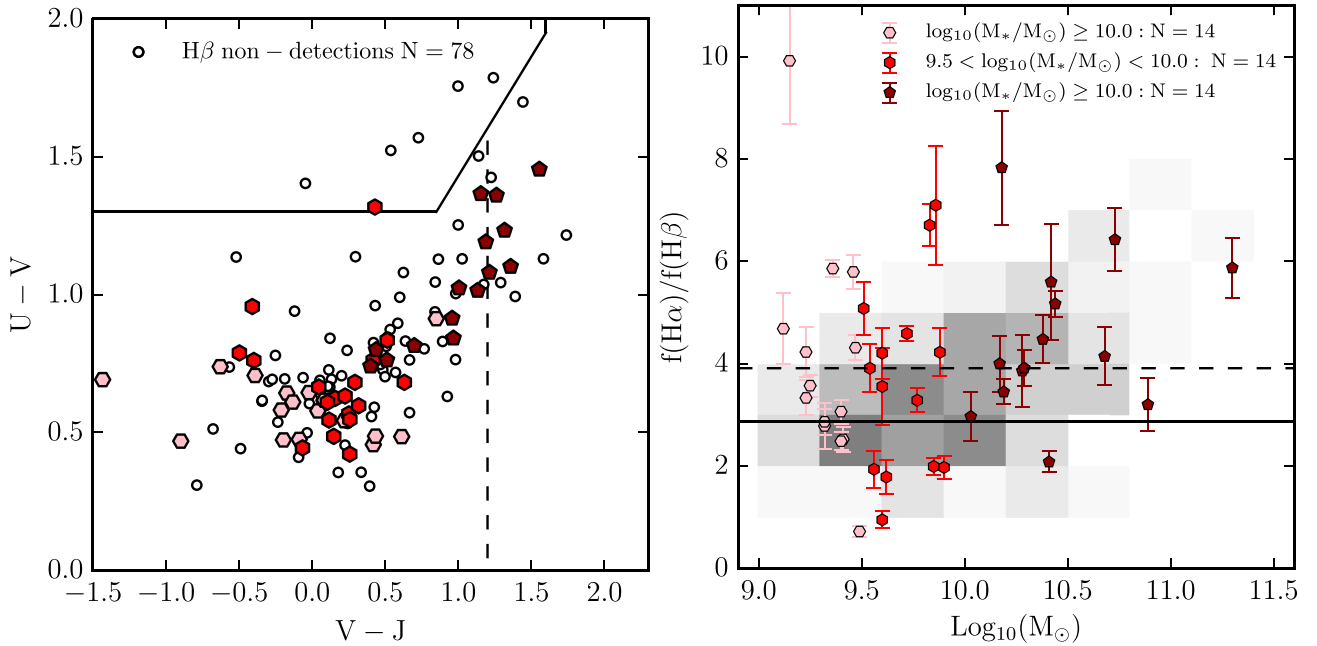 Hβ non − detections N = 78
2.0
1.5
1.0
0.5
0.0
U − V
−1.5 −1.0 −0.5 0.0 0.5 1.0 1.5 2.0
V − J
log₁₀(M∗/M⊙) ≥ 10.0 : N = 14
9.5 < log₁₀(M∗/M⊙) < 10.0 : N = 14
log₁₀(M∗/M⊙) ≥ 10.0 : N = 14
10
8
6
4
2
0
f(Hα)/f(Hβ)
9.0 9.5 10.0 10.5 11.0 11.5
Log₁₀(M⊙)